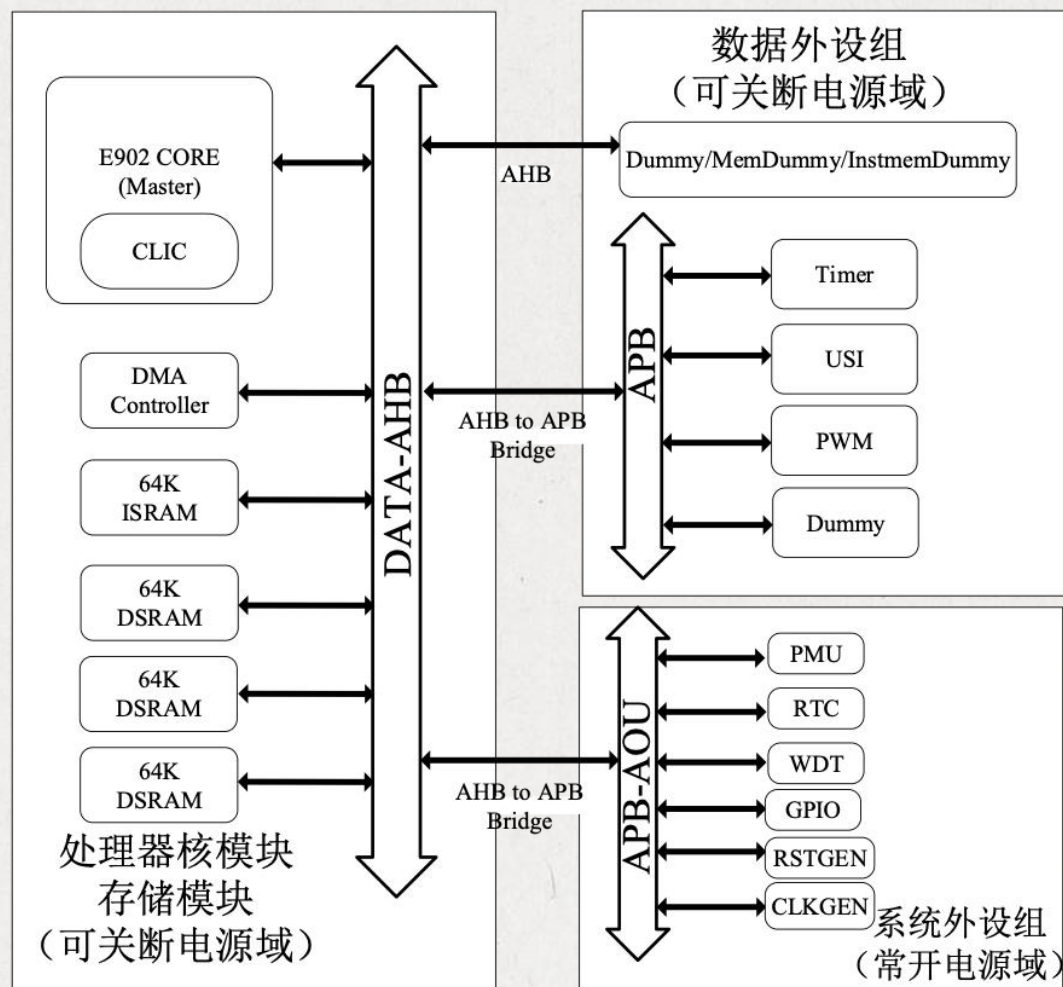 E902 CORE
(Master)
CLIC
DMA
Controller
64K
ISRAM
64K
DSRAM
64K
DSRAM
64K
DSRAM
处理器核模块
存储模块
（可关断电源域）
DATA-AHB
AHB
AHB to APB
Bridge
AHB to APB
Bridge
数据外设组
（可关断电源域）
Dummy/MemDummy/InstmemDummy
APB
Timer
USI
PWM
Dummy
APB-AOU
PMU
RTC
WDT
GPIO
RSTGEN
CLKGEN
系统外设组
（常开电源域）